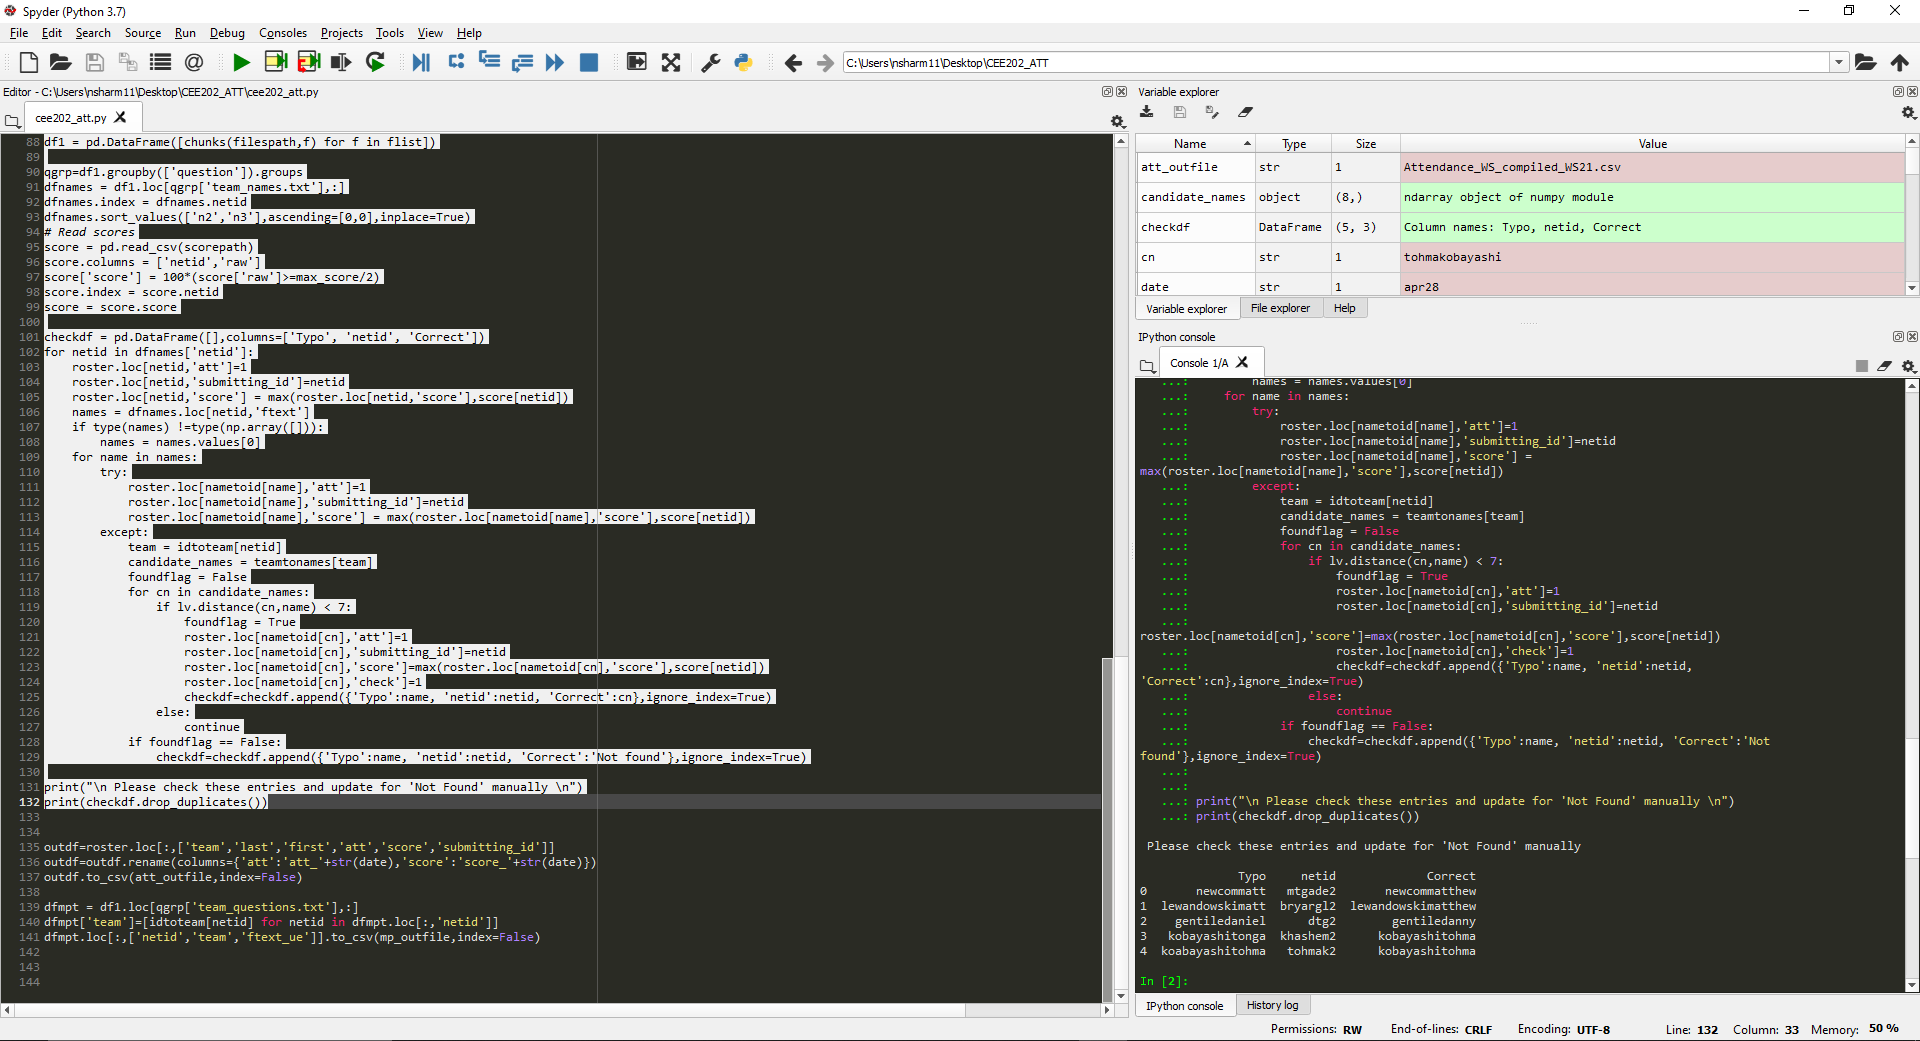 Spyder (Python 3.7)
File Edit Search Source Run Debug Consoles Projects Tools View Help
C:\Users\nsharm11\Desktop\CEE202_ATT
Editor - C:\Users\nsharm11\Desktop\CEE202_ATT\cee202_att.py
cee202_att.py
88 df1 = pd.DataFrame([chunks(filespath,f) for f in flist])
89
90 qgrp=df1.groupby(['question']).groups
91 dfnames = df1.loc[qgrp['team_names.txt'],:]
92 dfnames.index = dfnames.netid
93 dfnames.sort_values(['n2','n3'],ascending=[0,0],inplace=True)
94 # Read scores
95 score = pd.read_csv(scorepath)
96 score.columns = ['netid','raw']
97 score['score'] = 100*(score['raw']>=max_score/2)
98 score.index = score.netid
99 score = score.score
100
101 checkdf = pd.DataFrame([],columns=['Typo', 'netid', 'Correct'])
102 for netid in dfnames['netid']:
103     roster.loc[netid,'att']=1
104     roster.loc[netid,'submitting_id']=netid
105     roster.loc[netid,'score'] = max(roster.loc[netid,'score'],score[netid])
106     names = dfnames.loc[netid,'ftext']
107     if type(names) !=type(np.array([])):
108         names = names.values[0]
109     for name in names:
110         try:
111             roster.loc[nametoid[name],'att']=1
112             roster.loc[nametoid[name],'submitting_id']=netid
113             roster.loc[nametoid[name],'score'] = max(roster.loc[nametoid[name],'score'],score[netid])
114         except:
115             team = idtoteam[netid]
116             candidate_names = teamtonames[team]
117             foundflag = False
118             for cn in candidate_names:
119                 if lv.distance(cn,name) < 7:
120                     foundflag = True
121                     roster.loc[nametoid[cn],'att']=1
122                     roster.loc[nametoid[cn],'submitting_id']=netid
123                     roster.loc[nametoid[cn],'score']=max(roster.loc[nametoid[cn],'score'],score[netid])
124                     roster.loc[nametoid[cn],'check']=1
125                     checkdf=checkdf.append({'Typo':name, 'netid':netid, 'Correct':cn},ignore_index=True)
126                 else:
127                     continue
128             if foundflag == False:
129                 checkdf=checkdf.append({'Typo':name, 'netid':netid, 'Correct':'Not found'},ignore_index=True)
130
131 print("\n Please check these entries and update for 'Not Found' manually \n")
132 print(checkdf.drop_duplicates())
133
134
135 outdf=roster.loc[:,['team','last','first','att','score','submitting_id']]
136 outdf=outdf.rename(columns={'att':'att_'+str(date),'score':'score_'+str(date)})
137 outdf.to_csv(att_outfile,index=False)
138
139 dfmpt = df1.loc[qgrp['team_questions.txt'],:]
140 dfmpt['team']=[idtoteam[netid] for netid in dfmpt.loc[:,'netid']]
141 dfmpt.loc[:,['netid','team','ftext_ue']].to_csv(mp_outfile,index=False)
142
143
144
Variable explorer
Name Type Size Value
att_outfile str 1 Attendance_WS_compiled_WS21.csv
candidate_names object (8,) ndarray object of numpy module
checkdf DataFrame (5, 3) Column names: Typo, netid, Correct
cn str 1 tohmakobayashi
date str 1 apr28
Variable explorer File explorer Help
IPython console
Console 1/A
...:         names = names.values[0]
...:     for name in names:
...:         try:
...:             roster.loc[nametoid[name],'att']=1
...:             roster.loc[nametoid[name],'submitting_id']=netid
...:             roster.loc[nametoid[name],'score'] =
max(roster.loc[nametoid[name],'score'],score[netid])
...:         except:
...:             team = idtoteam[netid]
...:             candidate_names = teamtonames[team]
...:             foundflag = False
...:             for cn in candidate_names:
...:                 if lv.distance(cn,name) < 7:
...:                     foundflag = True
...:                     roster.loc[nametoid[cn],'att']=1
...:                     roster.loc[nametoid[cn],'submitting_id']=netid
...:
roster.loc[nametoid[cn],'score']=max(roster.loc[nametoid[cn],'score'],score[netid])
...:                     roster.loc[nametoid[cn],'check']=1
...:                     checkdf=checkdf.append({'Typo':name, 'netid':netid,
'Correct':cn},ignore_index=True)
...:                 else:
...:                     continue
...:             if foundflag == False:
...:                 checkdf=checkdf.append({'Typo':name, 'netid':netid, 'Correct':'Not
found'},ignore_index=True)
...:
...:
...: print("\n Please check these entries and update for 'Not Found' manually \n")
...: print(checkdf.drop_duplicates())
Please check these entries and update for 'Not Found' manually
Typo netid Correct
0 newcommatt mtgade2 newcommatthew
1 lewandowskimatt bryargl2 lewandowskimatthew
2 gentiledaniel dtg2 gentiledanny
3 kobayashitonga khashem2 kobayashitohma
4 koabayashitohma tohmak2 kobayashitohma
In [2]:
IPython console History log
Permissions: RW End-of-lines: CRLF Encoding: UTF-8 Line: 132 Column: 33 Memory: 50 %